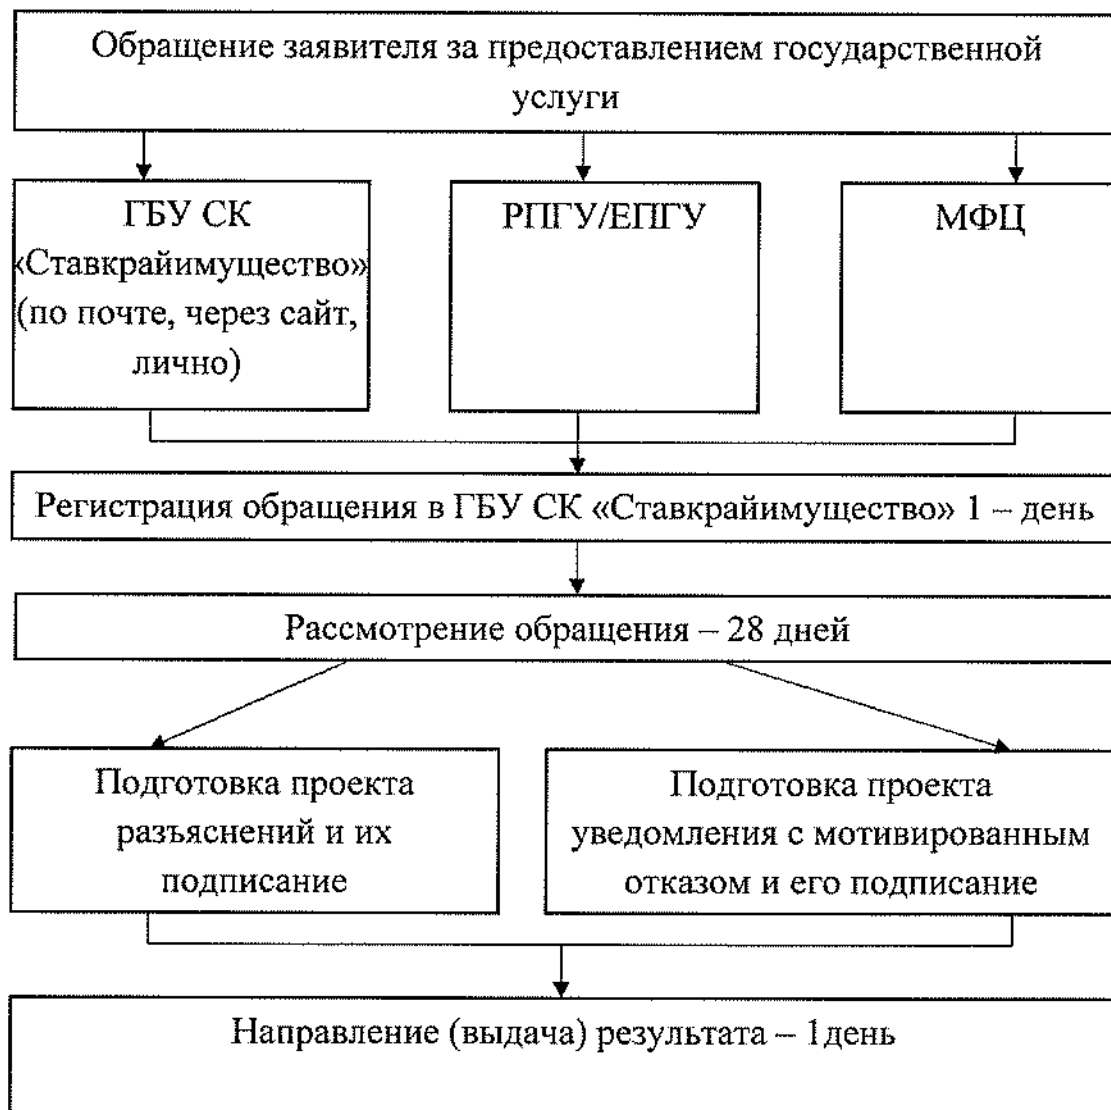 Обращение заявителя за предоставлением государственной
услуги
ГБУ СК
«Ставкрайимущество»
(по почте, через сайт,
лично)
РПГУ/ЕПГУ
МФЦ
Регистрация обращения в ГБУ СК «Ставкрайимущество» 1 – день
Рассмотрение обращения – 28 дней
Подготовка проекта
разъяснений и их
подписание
Подготовка проекта
уведомления с мотивированным
отказом и его подписание
Направление (выдача) результата – 1день